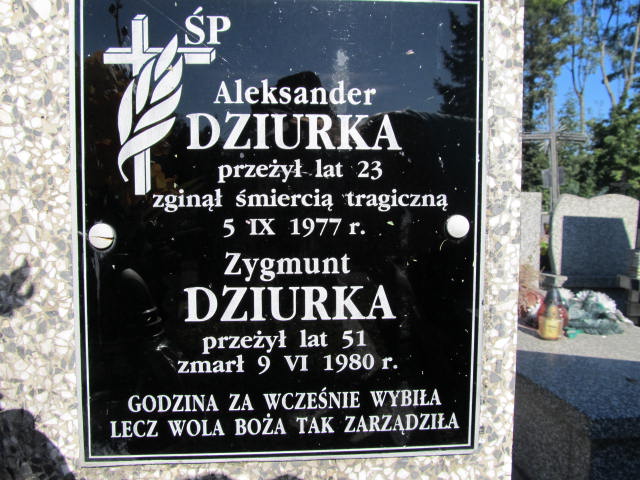 ŚP
Aleksander
DZIURKA
przeżył lat 23
zginął śmiercią tragiczną
5 IX 1977 r.
Zygmunt
DZIURKA
przeżył lat 51
zmarł 9 VI 1980 r.
GODZINA ZA WCZEŚNIE WYBIŁA
LECZ WOLA BOŻA TAK ZARZĄDZIŁA